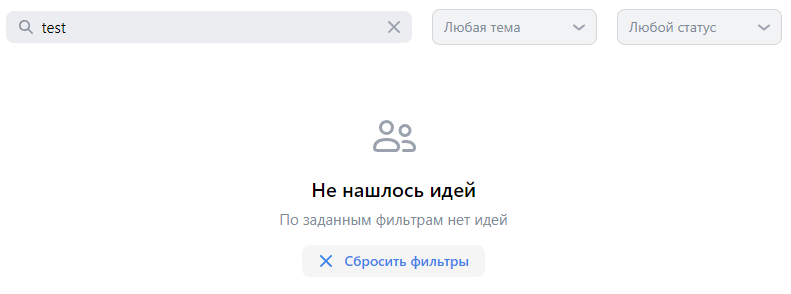 test
Любая тема
Любой статус
Не нашлось идей
По заданным фильтрам нет идей
Сбросить фильтры